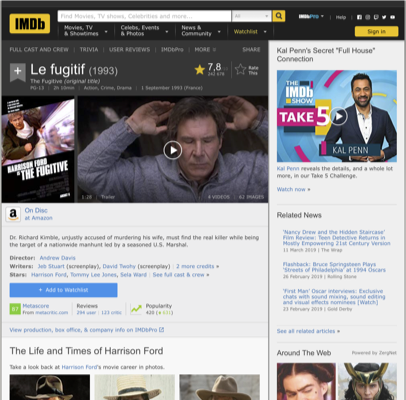 IMDb
Find Movies, TV shows, Celebrities and more...
All
Movies, TV & Showtimes
Celebs, Events & Photos
News & Community
Watchlist
IMDbPro
Help
Sign in
FULL CAST AND CREW | TRIVIA | USER REVIEWS | IMDbPro | MORE
SHARE
Le fugitif (1993)
The Fugitive (original title)
PG-13 | 2h 10min | Action, Crime, Drama | 1 September 1993 (France)
7,8
Rate This
HARRISON FORD
THE FUGITIVE
1:28 | Trailer
4 VIDEOS | 62 IMAGES
On Disc
at Amazon
Dr. Richard Kimble, unjustly accused of murdering his wife, must find the real killer while being
the target of a nationwide manhunt led by a seasoned U.S. Marshal.
Director: Andrew Davis
Writers: Jeb Stuart (screenplay), David Twohy (screenplay) | 2 more credits »
Stars: Harrison Ford, Tommy Lee Jones, Sela Ward | See full cast & crew »
+ Add to Watchlist
Metascore
From metacritic.com
Reviews
294 user | 123 critic
Popularity
View production, box office, & company info on IMDbPro
The Life and Times of Harrison Ford
Take a look back at Harrison Ford's movie career in photos.
Kal Penn's Secret "Full House"
Connection
THE IMDb SHOW
TAKE 5
KAL PENN
Kal Penn reveals the details, and a whole lot
more, in our Take 5 Challenge.
Watch now »
Related News
'Nancy Drew and the Hidden Staircase'
Film Review: Teen Detective Returns in
Mostly Empowering 21st Century Version
11 March 2019 | The Wrap
Flashback: Bruce Springsteen Plays
'Streets of Philadelphia' at 1994 Oscars
26 February 2019 | Rolling Stone
'First Man' Oscar interviews: Exclusive
chats with sound mixing, sound editing
and visual effects nominees [Watch]
23 February 2019 | Gold Derby
See all related articles »
Around The Web
Powered by ZergNet